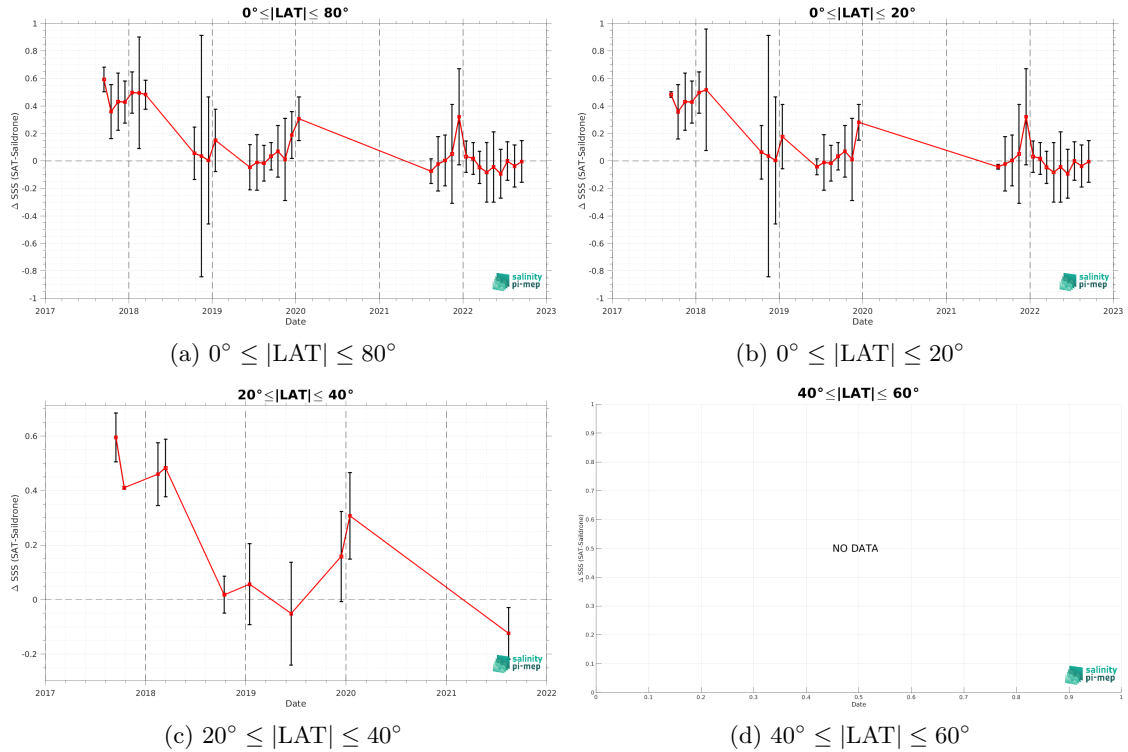 0°≤|LAT|≤ 80°
1
0.8
0.6
0.4
0.2
0
-0.2
-0.4
-0.6
-0.8
-1
Δ SSS (SAT-Saildrone)
2017
2018
2019
2020
2021
2022
2023
Date
salinity
pi-mep
(a) 0° ≤ |LAT| ≤ 80°
0°≤|LAT|≤ 20°
1
0.8
0.6
0.4
0.2
0
-0.2
-0.4
-0.6
-0.8
-1
Δ SSS (SAT-Saildrone)
2017
2018
2019
2020
2021
2022
2023
Date
salinity
pi-mep
(b) 0° ≤ |LAT| ≤ 20°
20°≤|LAT|≤ 40°
0.6
0.4
0.2
0
-0.2
Δ SSS (SAT-Saildrone)
2017
2018
2019
2020
2021
2022
Date
salinity
pi-mep
(c) 20° ≤ |LAT| ≤ 40°
40°≤|LAT|≤ 60°
1
0.9
0.8
0.7
0.6
0.5
0.4
0.3
0.2
0.1
0
Δ SSS (SAT-Saildrone)
NO DATA
0
0.1
0.2
0.3
0.4
0.5
0.6
0.7
0.8
0.9
1
Date
salinity
pi-mep
(d) 40° ≤ |LAT| ≤ 60°